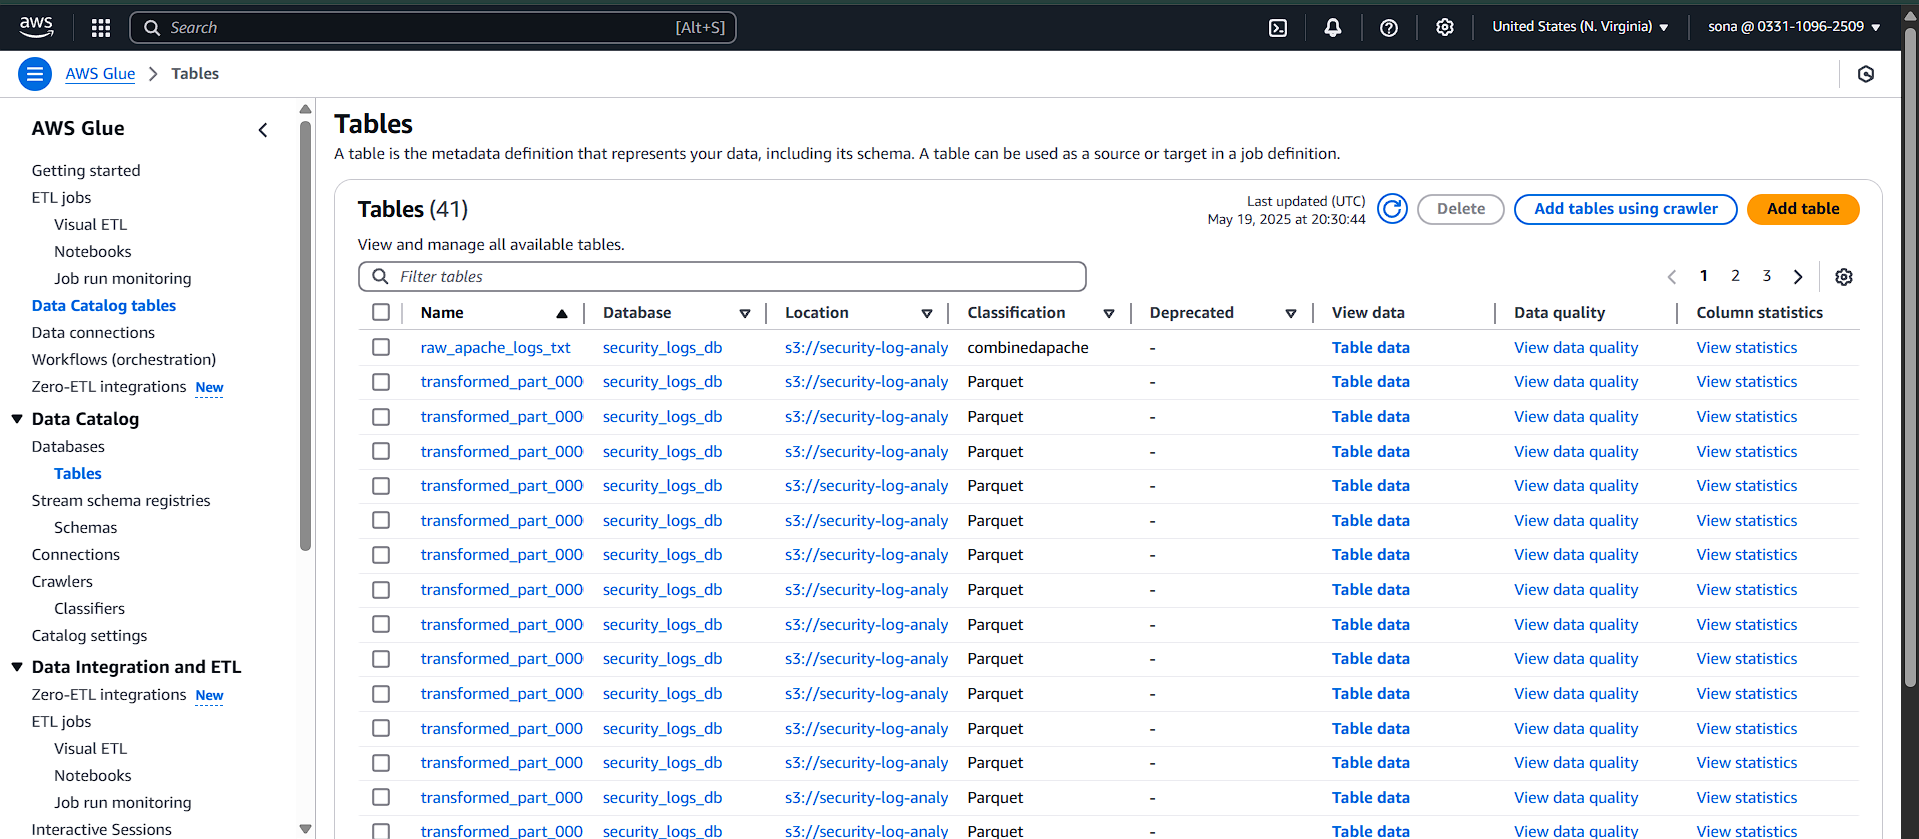 aws
Search [Alt+S]
United States (N. Virginia)
sona @ 0331-1096-2509
AWS Glue
Tables
AWS Glue
Getting started
ETL jobs
Visual ETL
Notebooks
Job run monitoring
Data Catalog tables
Data connections
Workflows (orchestration)
Zero-ETL integrations New
Data Catalog
Databases
Tables
Stream schema registries
Schemas
Connections
Crawlers
Classifiers
Catalog settings
Data Integration and ETL
Zero-ETL integrations New
ETL jobs
Visual ETL
Notebooks
Job run monitoring
Interactive Sessions
Tables
A table is the metadata definition that represents your data, including its schema. A table can be used as a source or target in a job definition.
Tables (41)
Last updated (UTC)
May 19, 2025 at 20:30:44
Delete
Add tables using crawler
Add table
View and manage all available tables.
Filter tables
1 2 3
Name Database Location Classification Deprecated View data Data quality Column statistics
raw_apache_logs_txt security_logs_db s3://security-log-analy combinedapache - Table data View data quality View statistics
transformed_part_000 security_logs_db s3://security-log-analy Parquet - Table data View data quality View statistics
transformed_part_000 security_logs_db s3://security-log-analy Parquet - Table data View data quality View statistics
transformed_part_000 security_logs_db s3://security-log-analy Parquet - Table data View data quality View statistics
transformed_part_000 security_logs_db s3://security-log-analy Parquet - Table data View data quality View statistics
transformed_part_000 security_logs_db s3://security-log-analy Parquet - Table data View data quality View statistics
transformed_part_000 security_logs_db s3://security-log-analy Parquet - Table data View data quality View statistics
transformed_part_000 security_logs_db s3://security-log-analy Parquet - Table data View data quality View statistics
transformed_part_000 security_logs_db s3://security-log-analy Parquet - Table data View data quality View statistics
transformed_part_000 security_logs_db s3://security-log-analy Parquet - Table data View data quality View statistics
transformed_part_000 security_logs_db s3://security-log-analy Parquet - Table data View data quality View statistics
transformed_part_000 security_logs_db s3://security-log-analy Parquet - Table data View data quality View statistics
transformed_part_000 security_logs_db s3://security-log-analy Parquet - Table data View data quality View statistics
transformed_part_000 security_logs_db s3://security-log-analy Parquet - Table data View data quality View statistics
transformed_part_000 security_logs_db s3://security-log-analy Parquet - Table data View data quality View statistics